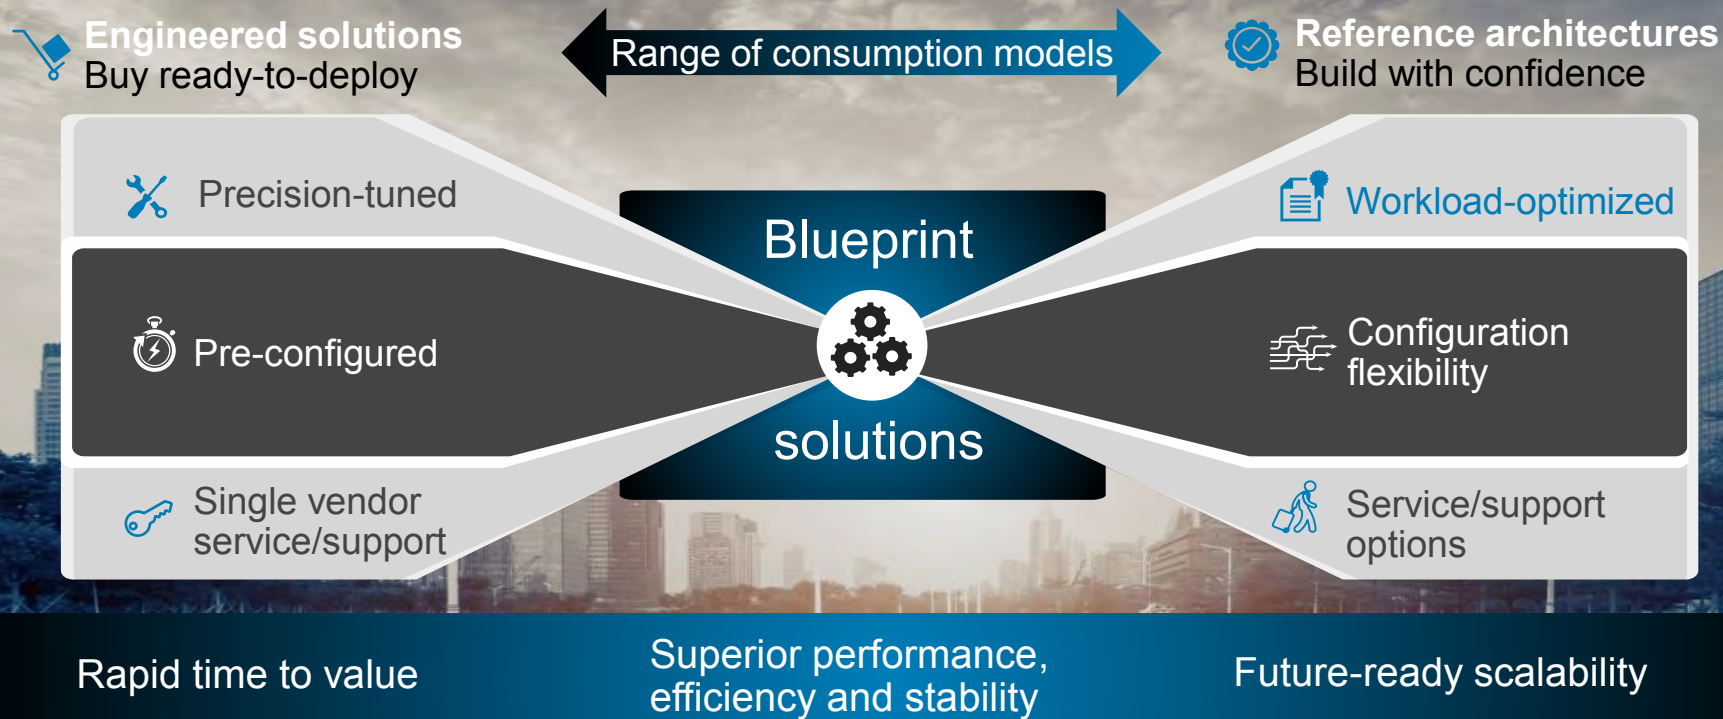 Engineered solutions
Buy ready-to-deploy
Range of consumption models
Reference architectures
Build with confidence
Precision-tuned
Pre-configured
Single vendor
service/support
Blueprint
solutions
Workload-optimized
Configuration
flexibility
Service/support
options
Rapid time to value
Superior performance,
efficiency and stability
Future-ready scalability